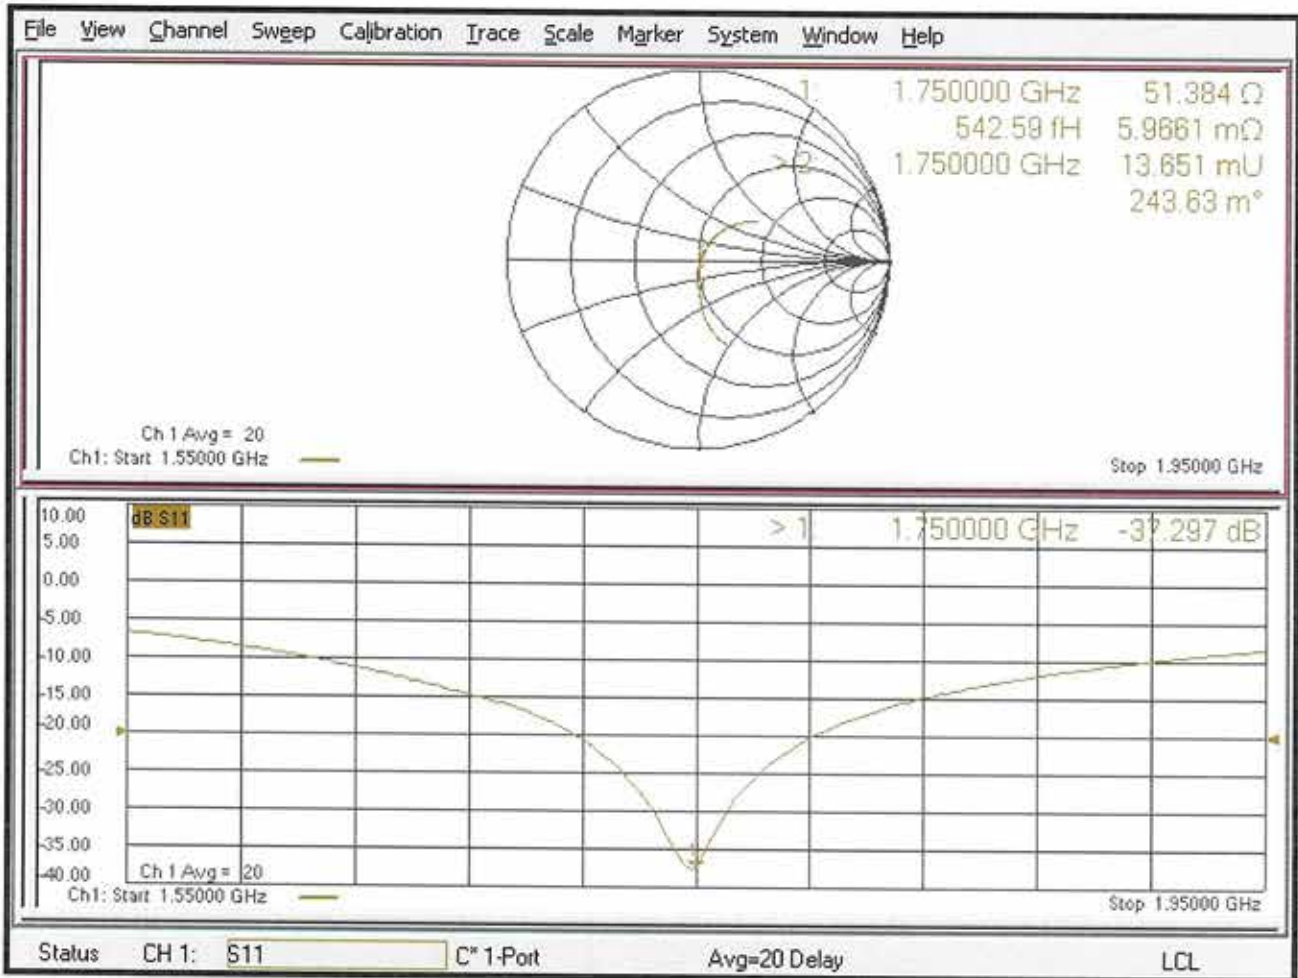 File View Channel Sweep Calibration Trace Scale Marker System Window Help
1: 1.750000 GHz 51.384 Ω
542.59 fH 5.9661 mΩ
> 2: 1.750000 GHz 13.651 mU
243.63 m°
Ch 1 Avg = 20
Ch1: Start 1.55000 GHz
Stop 1.95000 GHz
10.00
dB S11
> 1: 1.750000 GHz -37.297 dB
5.00
0.00
-5.00
-10.00
-15.00
-20.00
-25.00
-30.00
-35.00
-40.00
1
Ch 1 Avg = 20
Ch1: Start 1.55000 GHz
Stop 1.95000 GHz
Status CH 1: S11 C* 1-Port Avg=20 Delay LCL